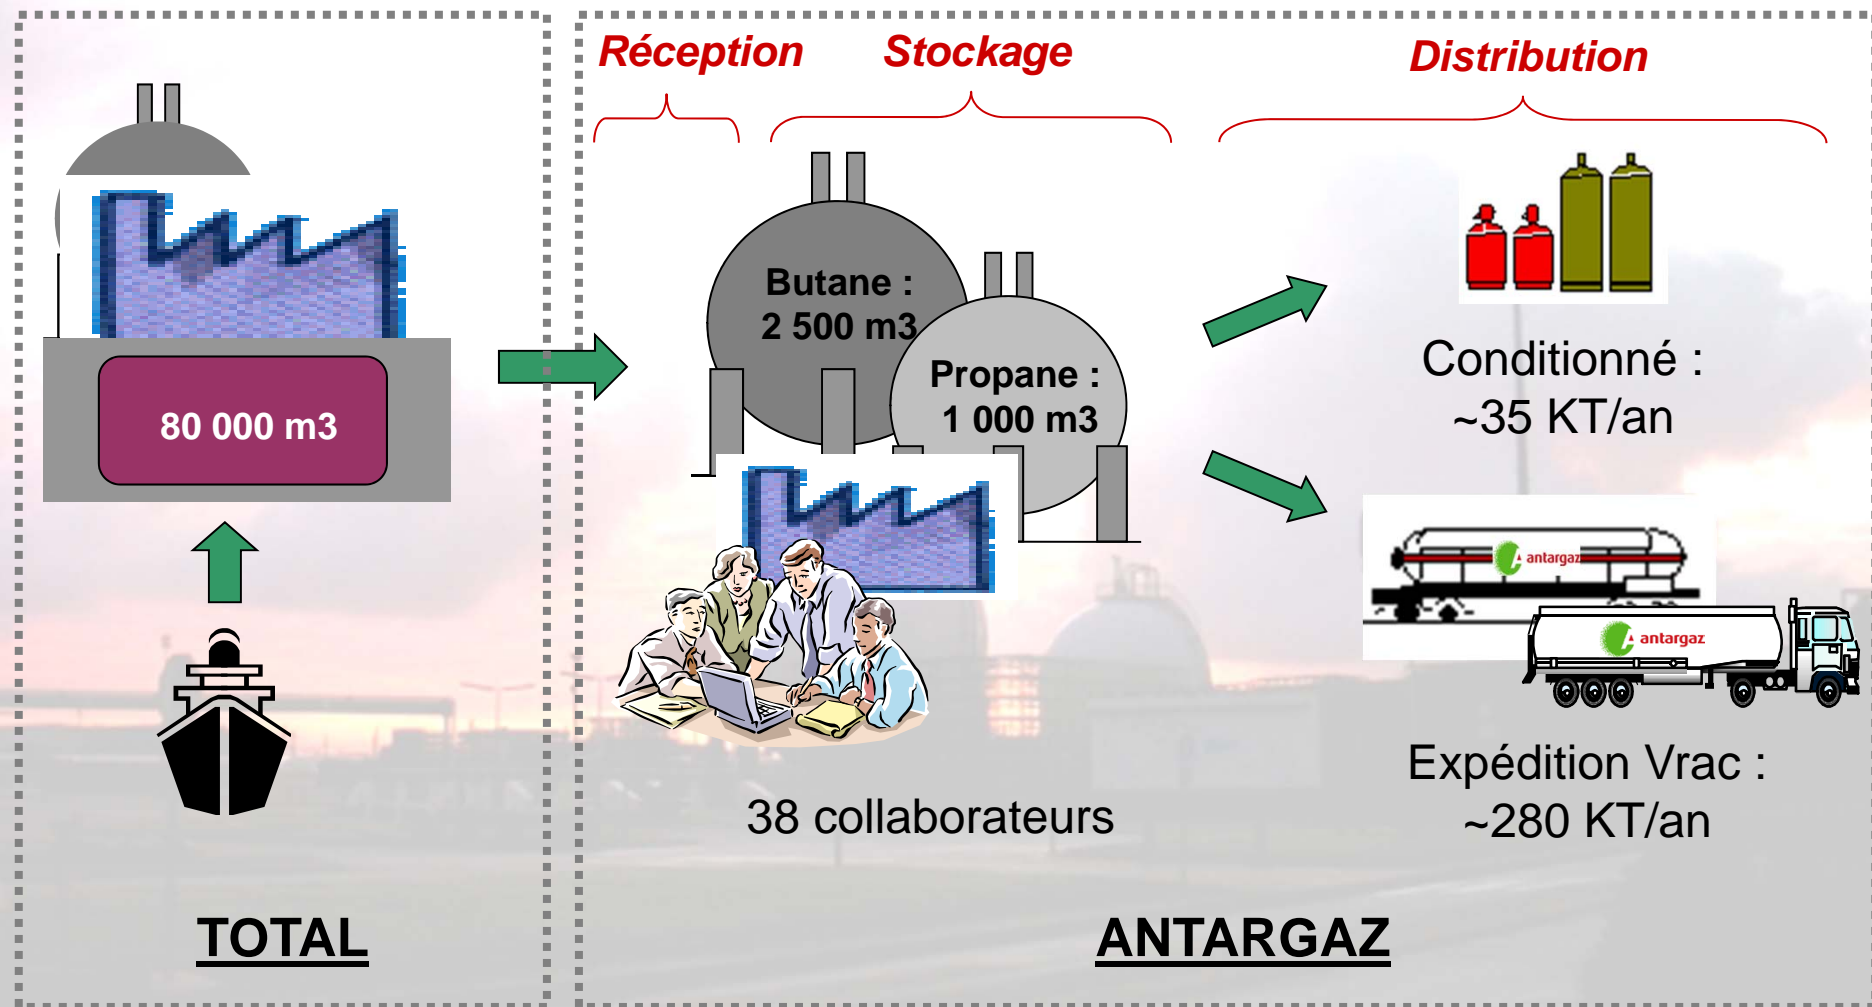 Réception
Stockage
Distribution
Butane :
2 500 m3
Propane :
1 000 m3
80 000 m3
Conditionné :
~35 KT/an
antargaz
antargaz
Expédition Vrac :
~280 KT/an
38 collaborateurs
TOTAL
ANTARGAZ